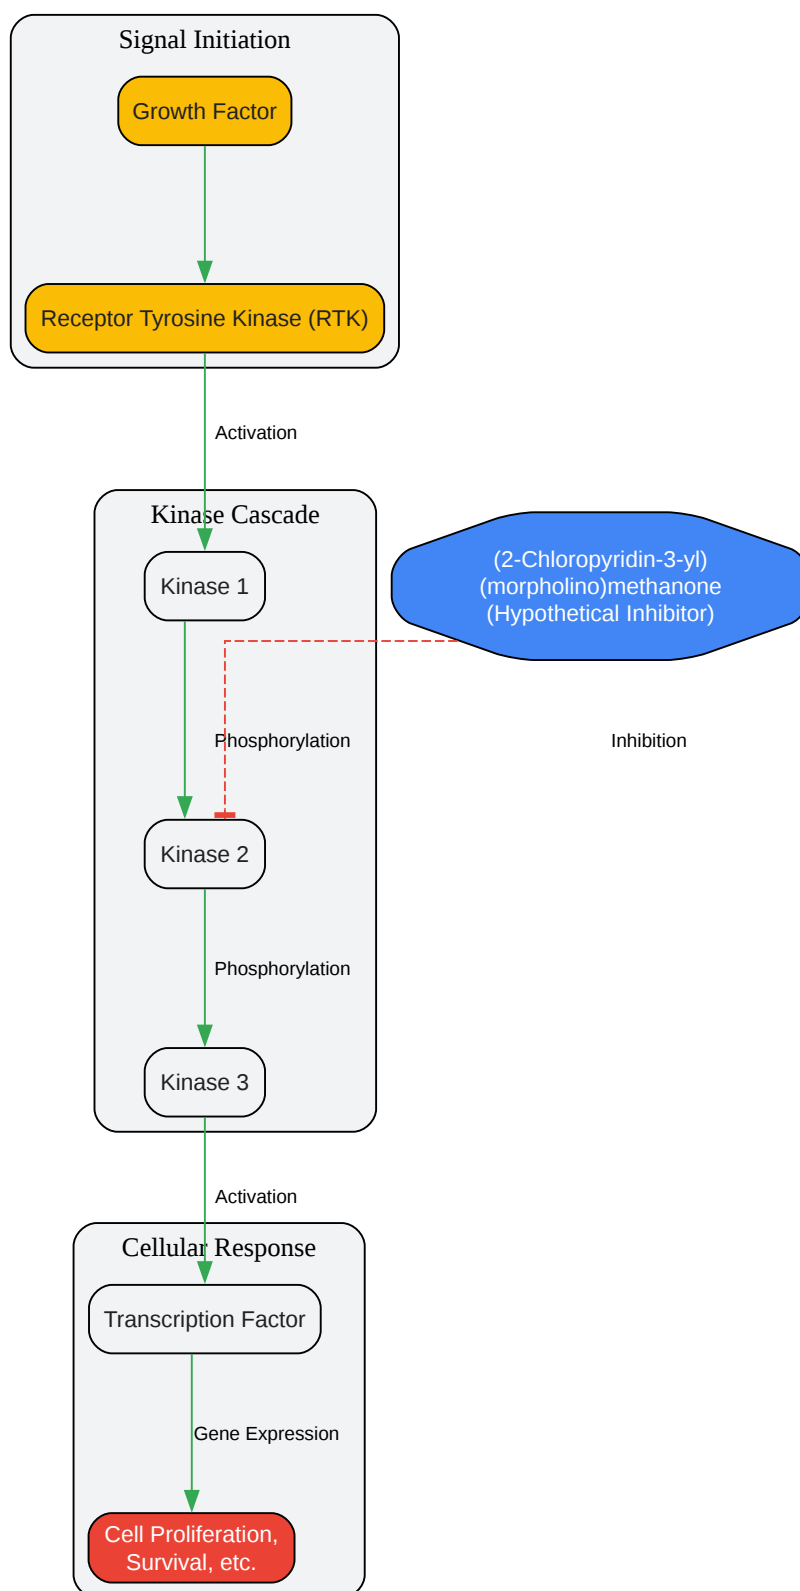 Signal Initiation
Growth Factor
Receptor Tyrosine Kinase (RTK)
Activation
Kinase Cascade
Kinase 1
(2-Chloropyridin-3-yl)
(morpholino)methanone
(Hypothetical Inhibitor)
Phosphorylation
Inhibition
Kinase 2
Phosphorylation
Kinase 3
Activation
Cellular Response
Transcription Factor
Gene Expression
Cell Proliferation,
Survival, etc.